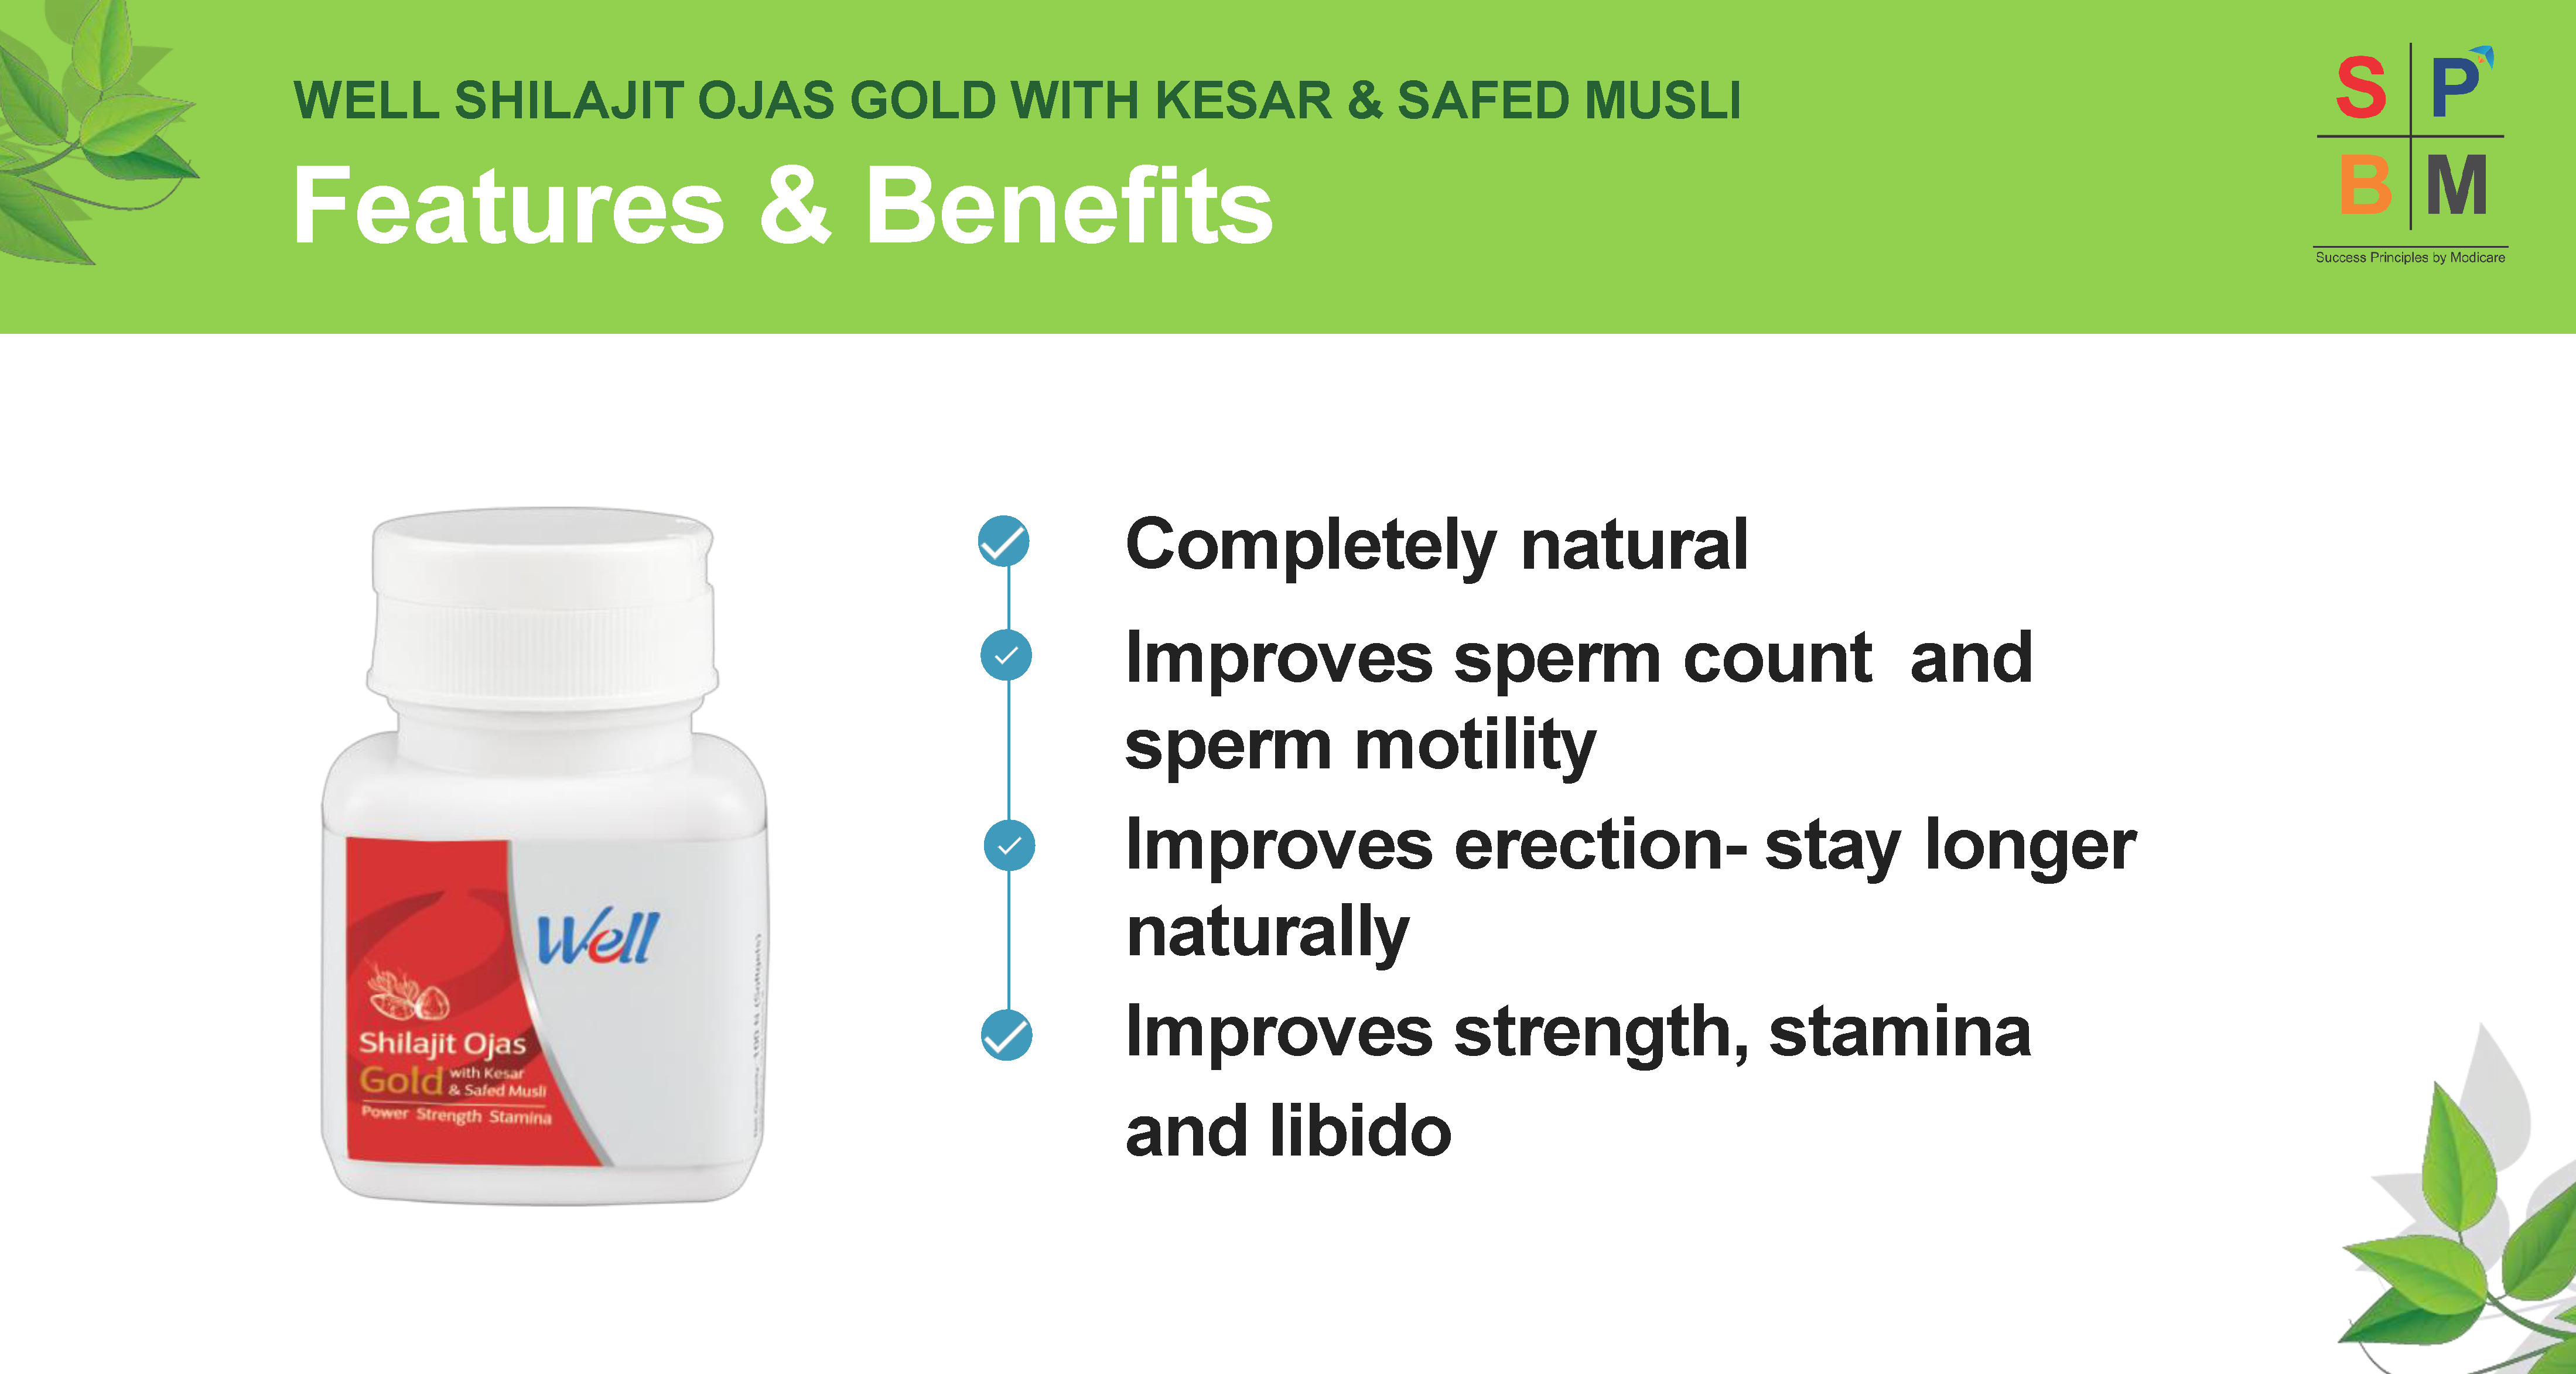 WELL SHILAJIT OJAS GOLD WITH KESAR & SAFED MUSLI
Features & Benefits
S P
B M
Success Principles by Modicare
Completely natural
Improves sperm count and
sperm motility
Improves erection- stay longer
naturally
Improves strength, stamina
and libido
Well
Shilajit Ojas
Gold with Kesar
& Safed Musli
Power Strength Stamina